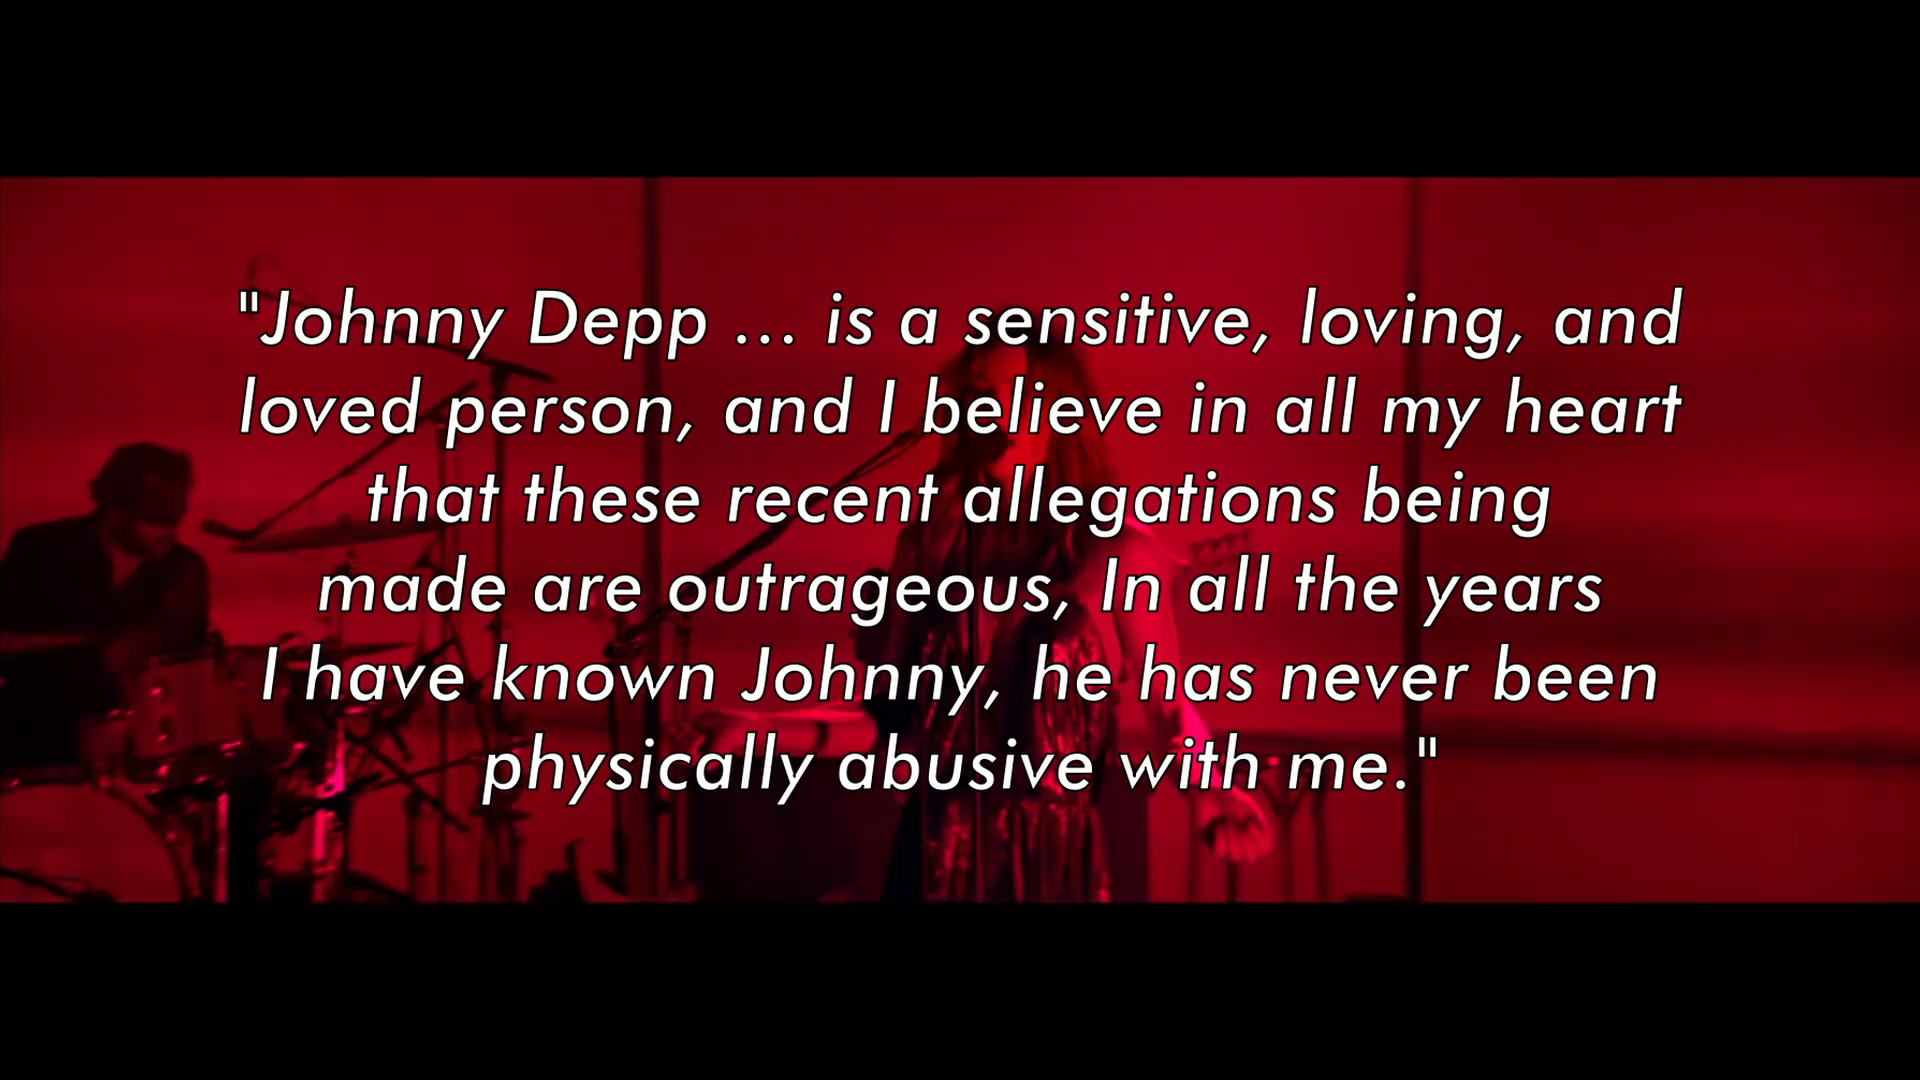 "Johnny Depp ... is a sensitive, loving, and
loved person, and I believe in all my heart
that these recent allegations being
made are outrageous, In all the years
I have known Johnny, he has never been
physically abusive with me."